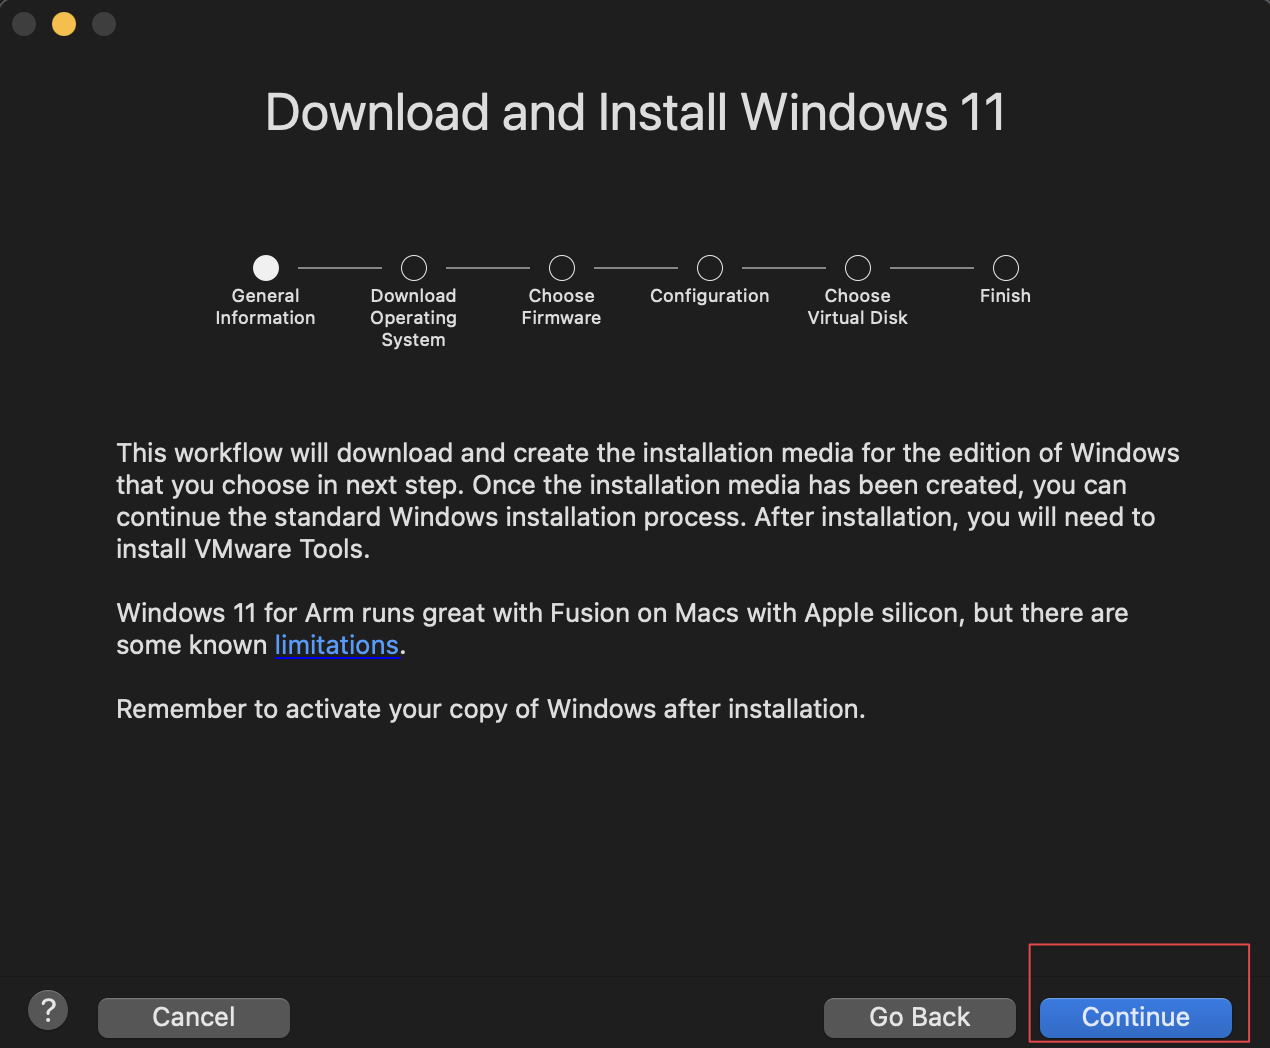 Download and Install Windows 11
General
Information
Download
Operating
System
Choose
Firmware
Configuration
Choose
Virtual Disk
Finish
This workflow will download and create the installation media for the edition of Windows
that you choose in next step. Once the installation media has been created, you can
continue the standard Windows installation process. After installation, you will need to
install VMware Tools.
Windows 11 for Arm runs great with Fusion on Macs with Apple silicon, but there are
some known limitations.
Remember to activate your copy of Windows after installation.
?
Cancel
Go Back
Continue